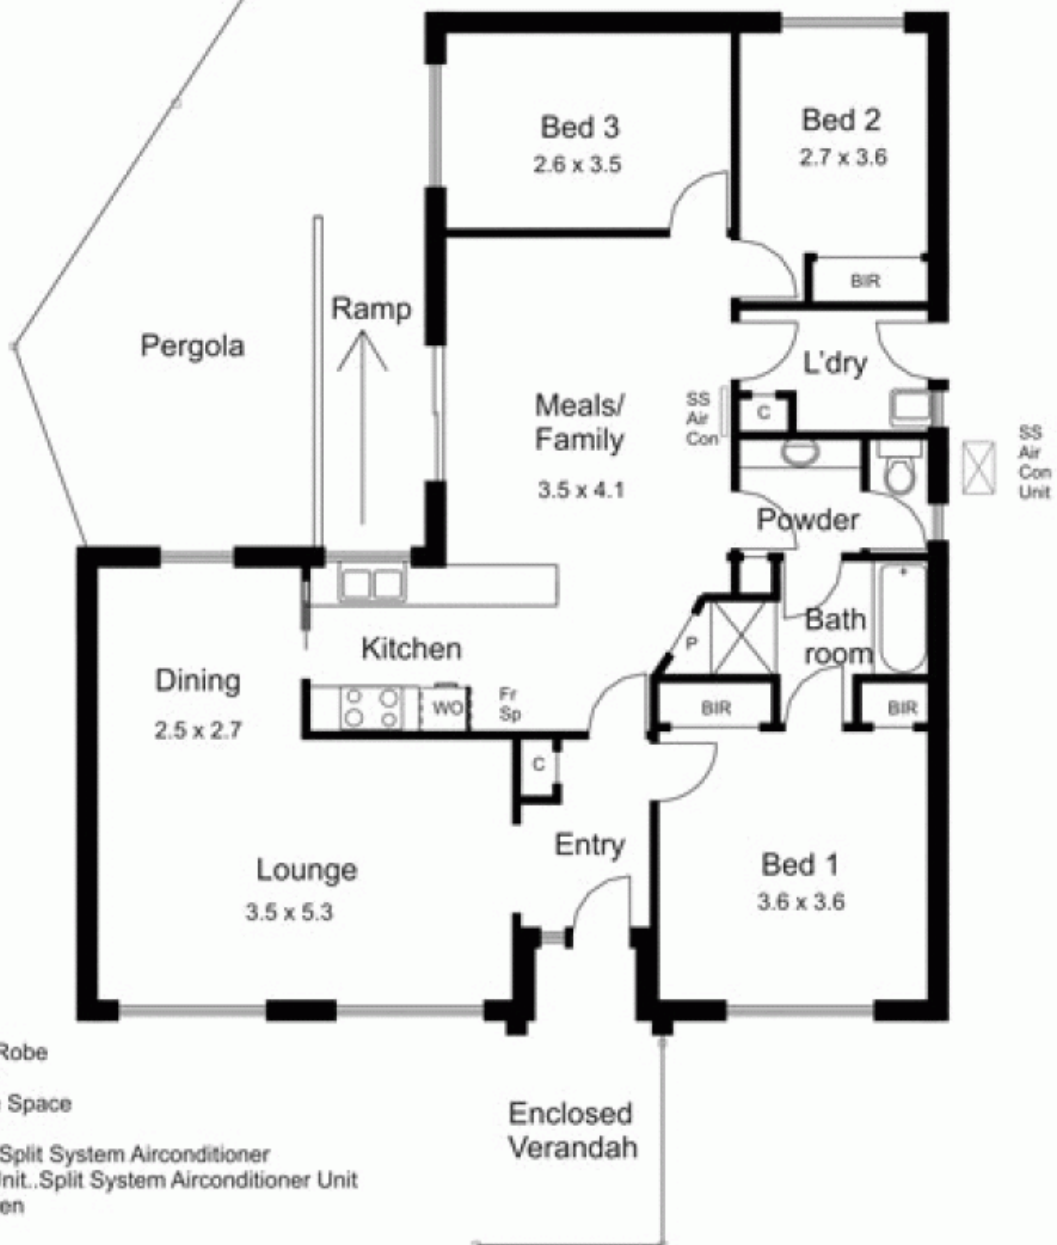 Bed 3
2.6 x 3.5
Bed 2
2.7 x 3.6
BIR
Ramp
Pergola
L'dry
C
Meals/
Family
3.5 x 4.1
SS
Air
Con
SS
Air
Con
Unit
Powder
Bath
room
P
Kitchen
Dining
2.5 x 2.7
WO
Fr
Sp
BIR
BIR
C
Entry
Lounge
3.5 x 5.3
Bed 1
3.6 x 3.6
Robe
Space
Split System Airconditioner
Unit..Split System Airconditioner Unit
en
Enclosed
Verandah